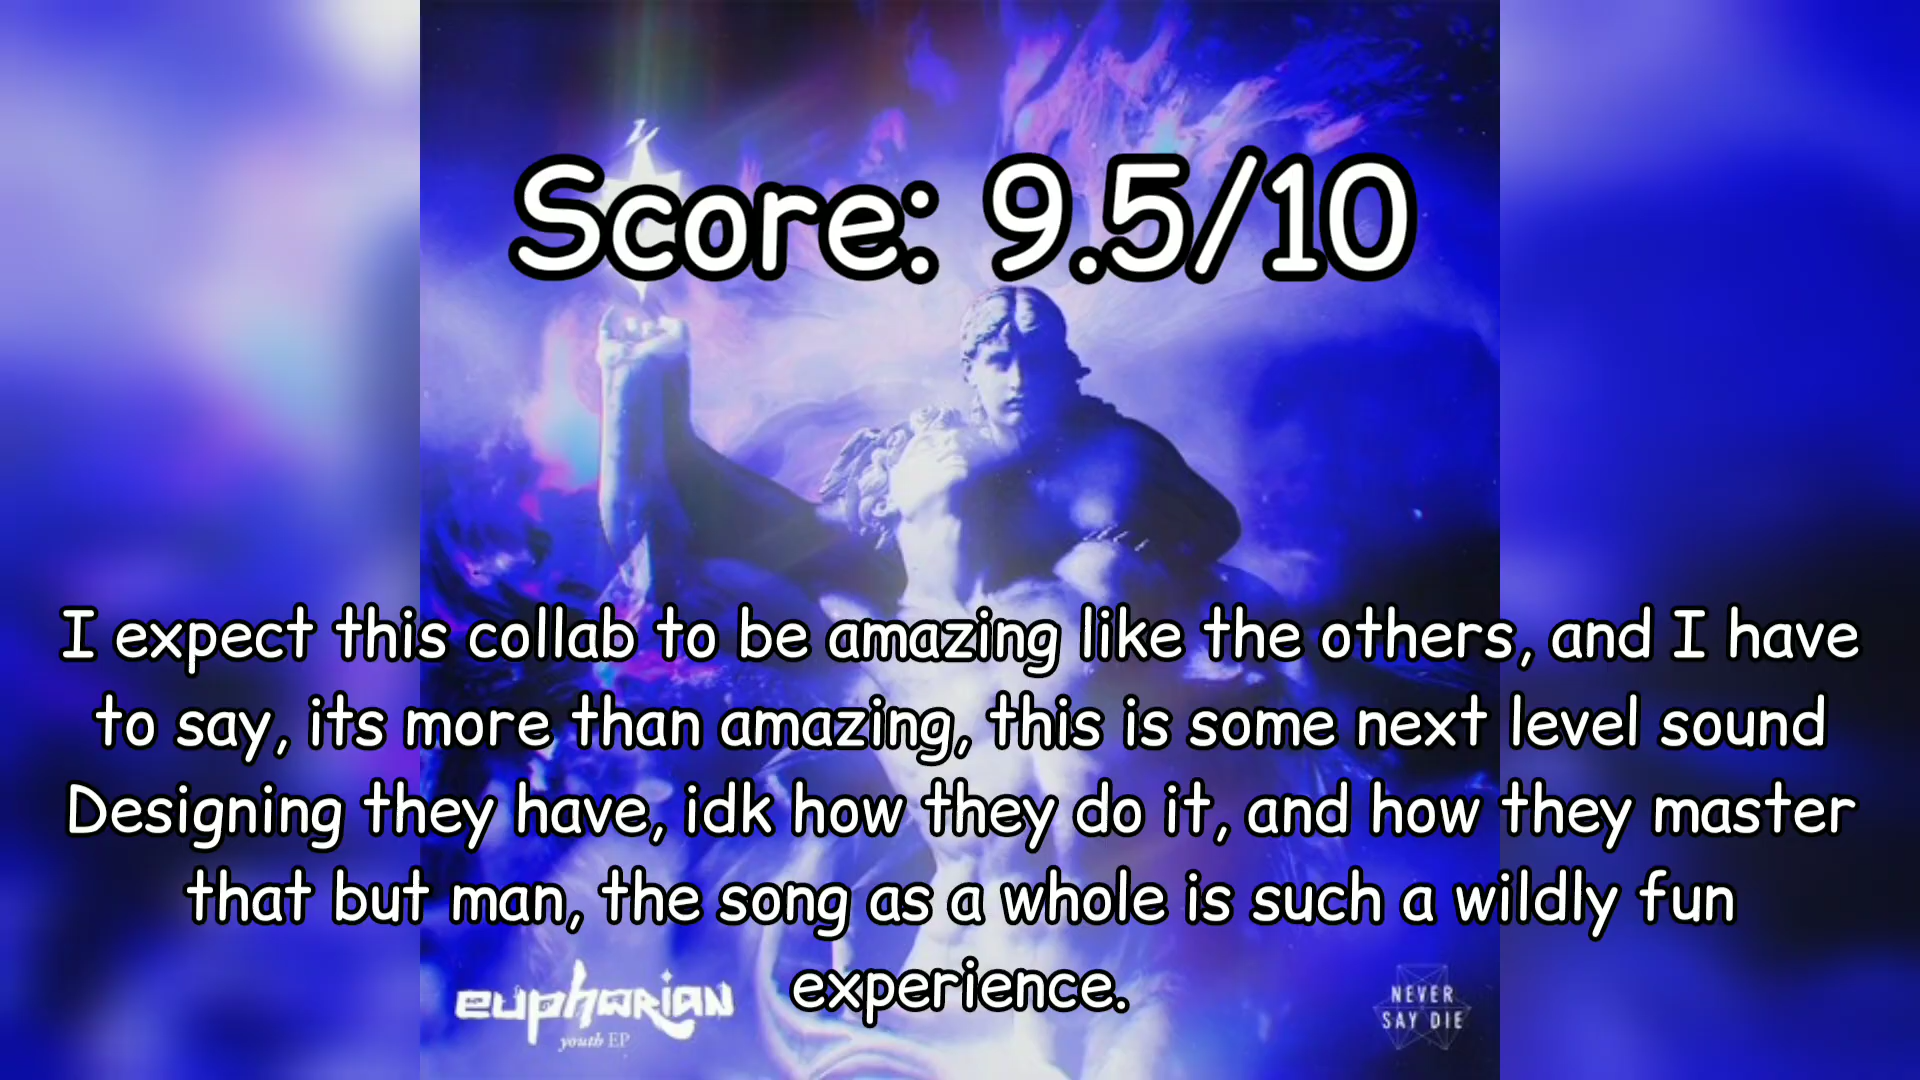 Score: 9.5/10
I expect this collab to be amazing like the others, and I have
to say, its more than amazing, this is some next level sound
Designing they have, idk how they do it, and how they master
that but man, the song as a whole is such a wildly fun
experience.
eupharian
youth EP
NEVER
SAY DIE